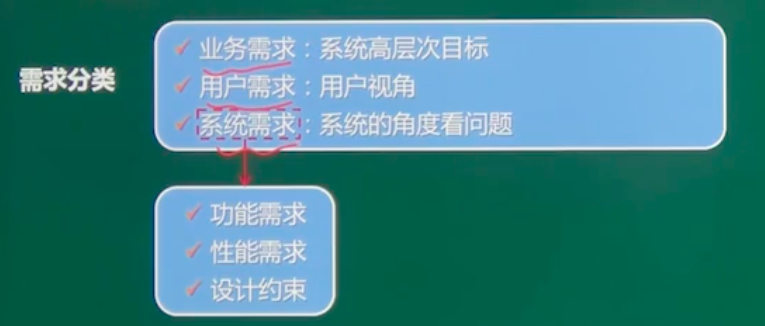 需求分类
业务需求：系统高层次目标
用户需求：用户视角
系统需求：系统的角度看问题
功能需求
性能需求
设计约束